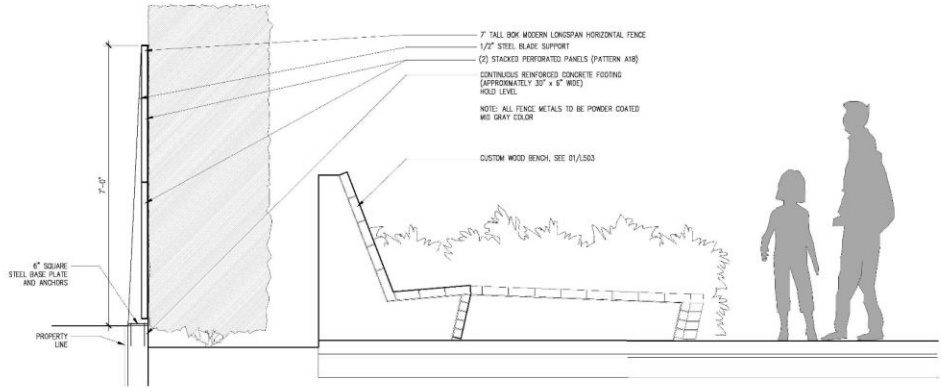 7' TALL BOK MODERN LONGSPAN HORIZONTAL FENCE
1/2" STEEL BLADE SUPPORT
(2) STACKED PERFORATED PANELS (PATTERN A18)
CONTINUOUS REINFORCED CONCRETE FOOTING
(APPROXIMATELY 30" x 6" WIDE)
HOLD LEVEL
NOTE: ALL FENCE METALS TO BE POWDER COATED
MID GRAY COLOR
CUSTOM WOOD BENCH, SEE 01/L503
7'-0"
6" SQUARE
STEEL BASE PLATE
AND ANCHORS
PROPERTY
LINE